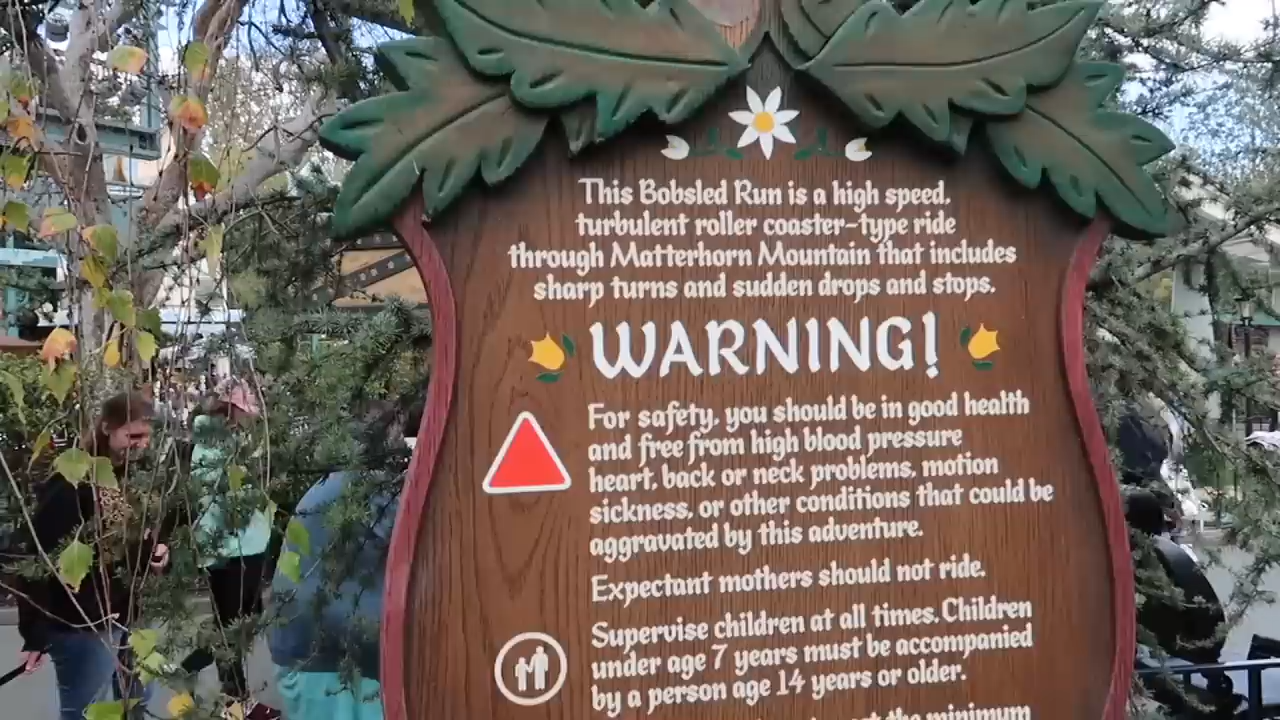 This Bobsled Run is a high speed,
turbulent roller coaster-type ride
through Matterhorn Mountain that includes
sharp turns and sudden drops and stops.
WARNING!
For safety, you should be in good health
and free from high blood pressure
heart, back or neck problems, motion
sickness, or other conditions that could be
aggravated by this adventure.
Expectant mothers should not ride.
Supervise children at all times. Children
under age 7 years must be accompanied
by a person age 14 years or older.
the minimum